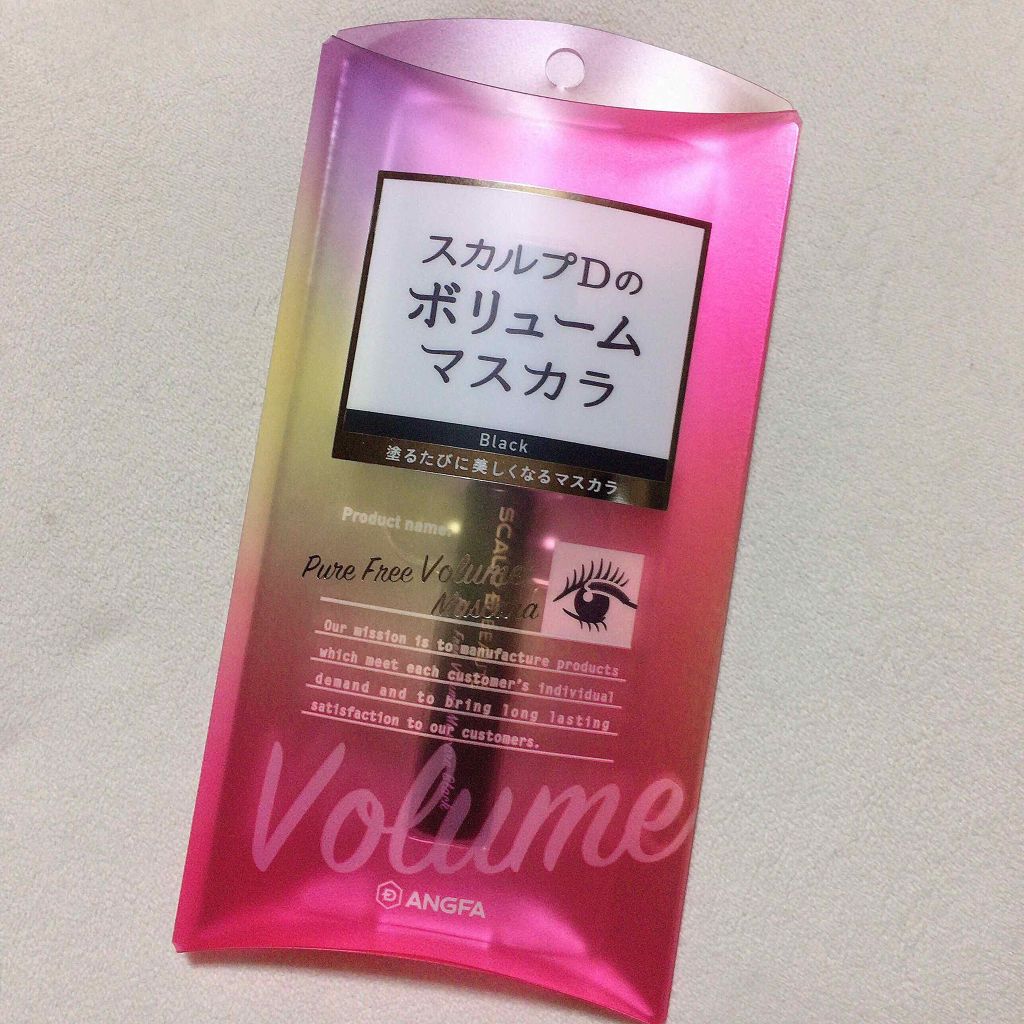 スカルプDの
ボリューム
マスカラ
Black
塗るたびに美しくなるマスカラ
Product name:
Pure Free Volume
Mascara
Our mission is to manufacture products
which meet each customer's individual
demand and to bring long lasting
satisfaction to our customers.
Volume
ANGFA